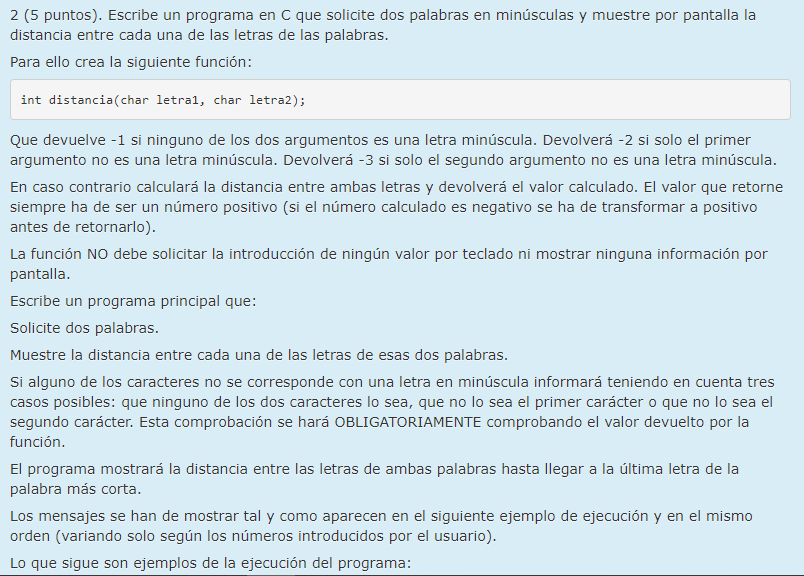 2 (5 puntos). Escribe un programa en C que solicite dos palabras en minúsculas y muestre por pantalla la
distancia entre cada una de las letras de las palabras.
Para ello crea la siguiente función:
int distancia(char letra1, char letra2);
Que devuelve -1 si ninguno de los dos argumentos es una letra minúscula. Devolverá -2 si solo el primer
argumento no es una letra minúscula. Devolverá -3 si solo el segundo argumento no es una letra minúscula.
En caso contrario calculará la distancia entre ambas letras y devolverá el valor calculado. El valor que retorne
siempre ha de ser un número positivo (si el número calculado es negativo se ha de transformar a positivo
antes de retornarlo).
La función NO debe solicitar la introducción de ningún valor por teclado ni mostrar ninguna información por
pantalla.
Escribe un programa principal que:
Solicite dos palabras.
Muestre la distancia entre cada una de las letras de esas dos palabras.
Si alguno de los caracteres no se corresponde con una letra en minúscula informará teniendo en cuenta tres
casos posibles: que ninguno de los dos caracteres lo sea, que no lo sea el primer carácter o que no lo sea el
segundo carácter. Esta comprobación se hará OBLIGATORIAMENTE comprobando el valor devuelto por la
función.
El programa mostrará la distancia entre las letras de ambas palabras hasta llegar a la última letra de la
palabra más corta.
Los mensajes se han de mostrar tal y como aparecen en el siguiente ejemplo de ejecución y en el mismo
orden (variando solo según los números introducidos por el usuario).
Lo que sigue son ejemplos de la ejecución del programa: